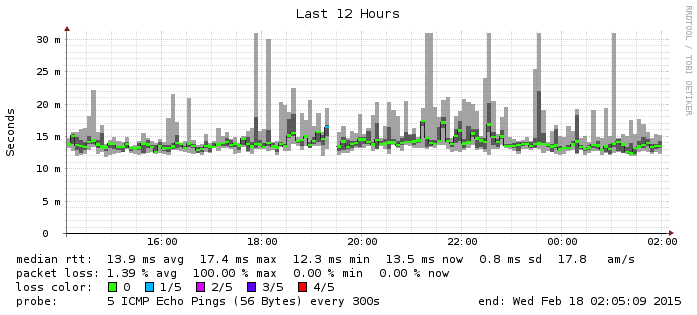 Last 12 Hours
RRDTOOL / TOBI OETIKER
Seconds
30 m
25 m
20 m
15 m
10 m
5 m
0
16:00 18:00 20:00 22:00 00:00 02:00
median rtt: 13.9 ms avg 17.4 ms max 12.3 ms min 13.5 ms now 0.8 ms sd 17.8 am/s
packet loss: 1.39 % avg 100.00 % max 0.00 % min 0.00 % now
loss color: 0 1/5 2/5 3/5 4/5
probe: 5 ICMP Echo Pings (56 Bytes) every 300s end: Wed Feb 18 02:05:09 2015